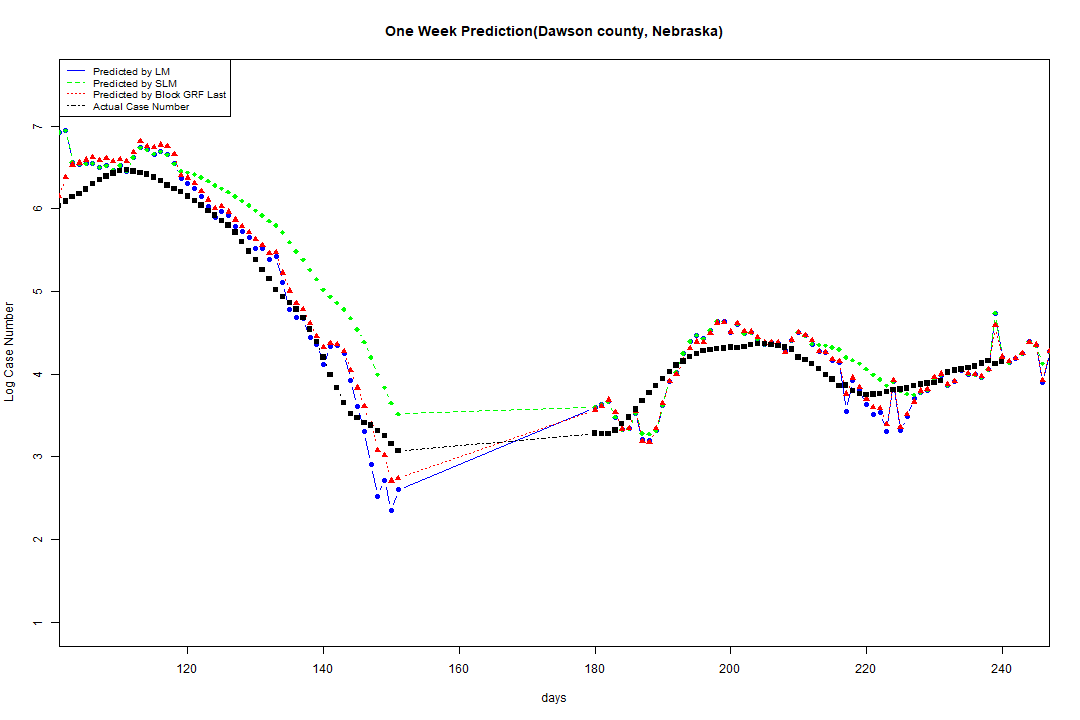 One Week Prediction(Dawson county, Nebraska)
Predicted by LM
Predicted by SLM
Predicted by Block GRF Last
Actual Case Number
Log Case Number
7
6
5
4
3
2
1
120 140 160 180 200 220 240
days